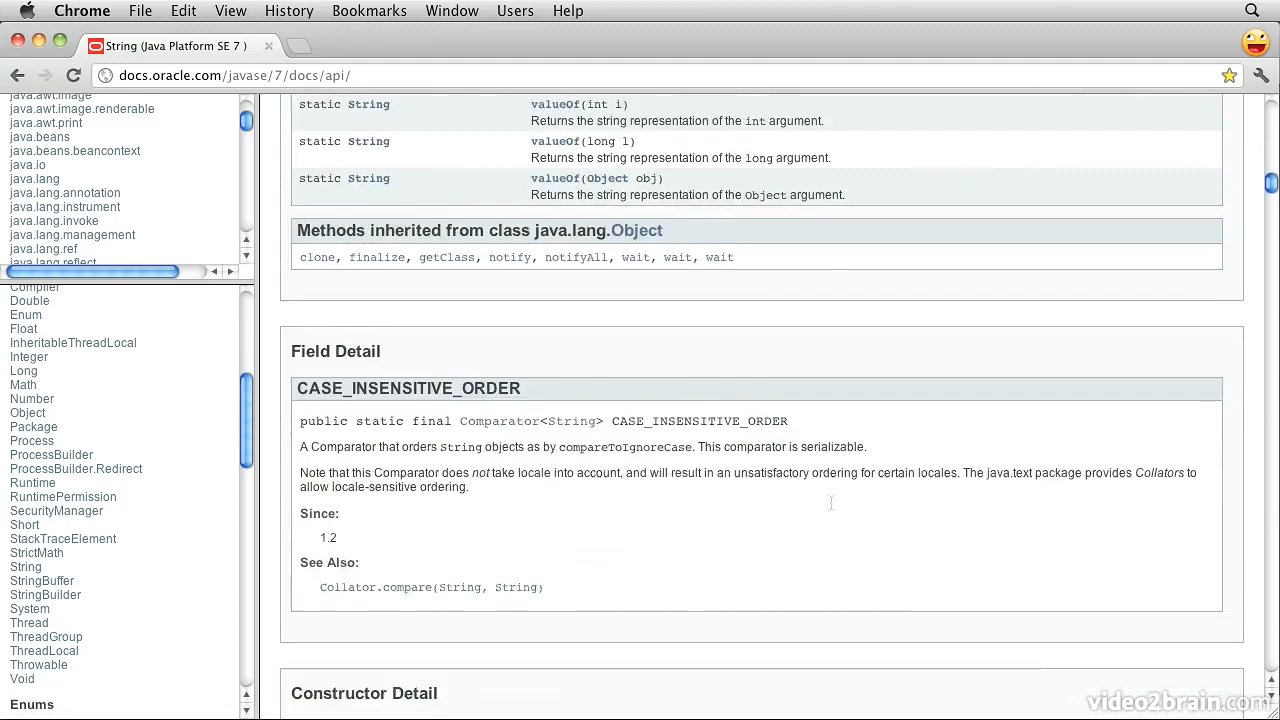 Chrome File Edit View History Bookmarks Window Users Help
String (Java Platform SE 7 )
docs.oracle.com/javase/7/docs/api/
java.awt.image
java.awt.image.renderable
java.awt.print
java.beans
java.beans.beancontext
java.io
java.lang
java.lang.annotation
java.lang.instrument
java.lang.invoke
java.lang.management
java.lang.ref
java.lang.reflect
Compiler
Double
Enum
Float
InheritableThreadLocal
Integer
Long
Math
Number
Object
Package
Process
ProcessBuilder
ProcessBuilder.Redirect
Runtime
RuntimePermission
SecurityManager
Short
StackTraceElement
StrictMath
String
StringBuffer
StringBuilder
System
Thread
ThreadGroup
ThreadLocal
Throwable
Void
Enums
static String valueOf(int i)
Returns the string representation of the int argument.
static String valueOf(long l)
Returns the string representation of the long argument.
static String valueOf(Object obj)
Returns the string representation of the Object argument.
Methods inherited from class java.lang.Object
clone, finalize, getClass, notify, notifyAll, wait, wait, wait
Field Detail
CASE_INSENSITIVE_ORDER
public static final Comparator<String> CASE_INSENSITIVE_ORDER
A Comparator that orders String objects as by compareToIgnoreCase. This comparator is serializable.
Note that this Comparator does not take locale into account, and will result in an unsatisfactory ordering for certain locales. The java.text package provides Collators to
allow locale-sensitive ordering.
Since:
1.2
See Also:
Collator.compare(String, String)
Constructor Detail
video2brain.com